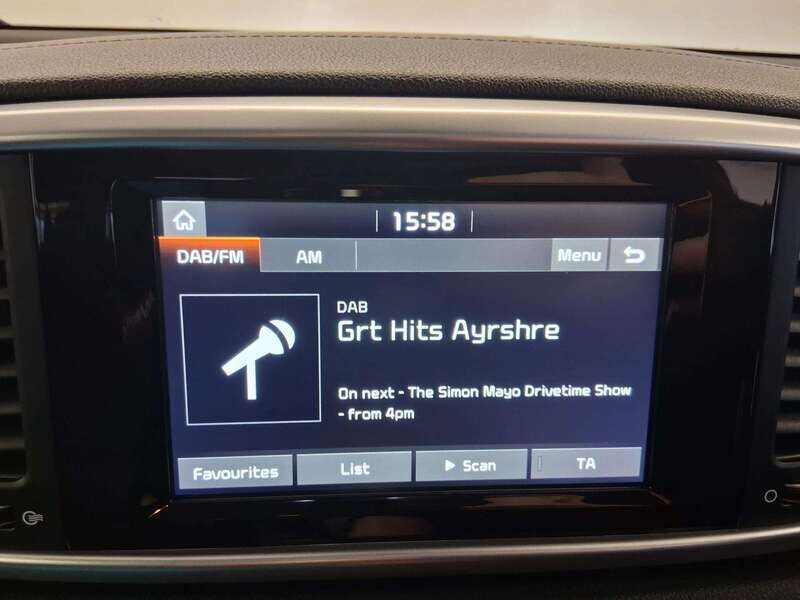 15:58
DAB/FM AM Menu
DAB
Grt Hits Ayrshre
On next - The Simon Mayo Drivetime Show
- from 4pm
Favourites List Scan TA